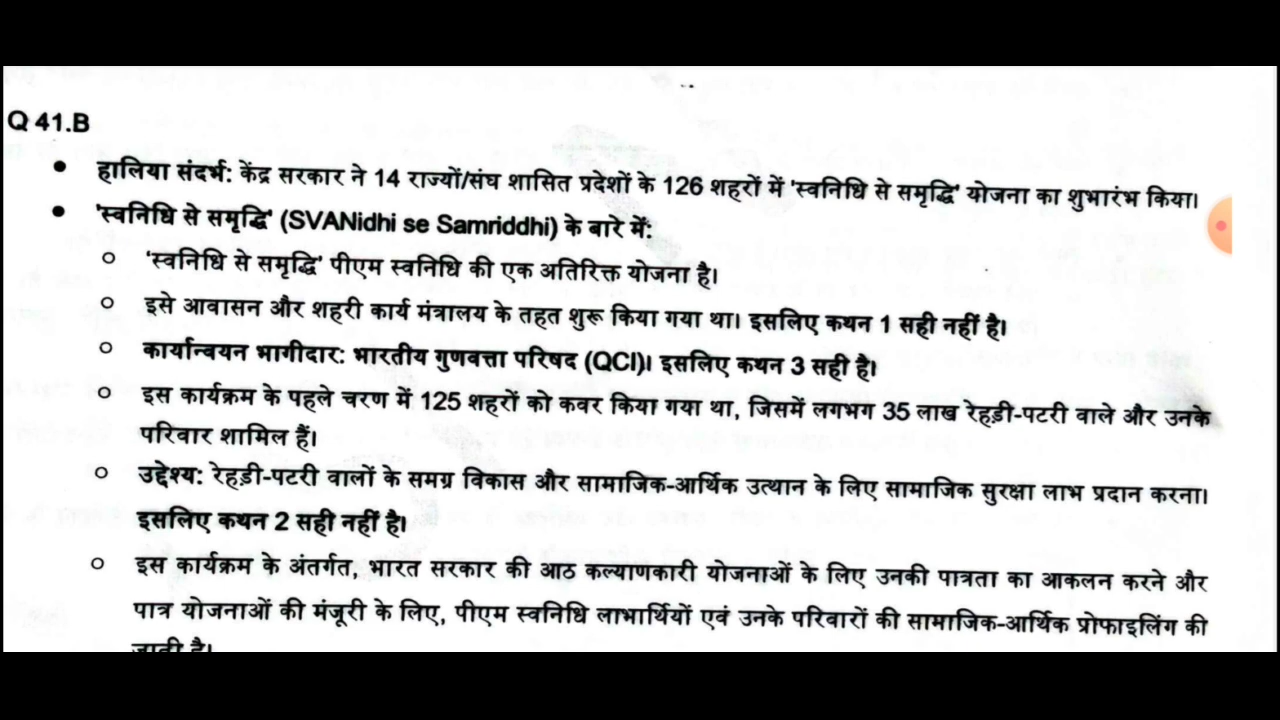 Q 41.B
• हालिया संदर्भ: केंद्र सरकार ने 14 राज्यों/संघ शासित प्रदेशों के 126 शहरों में 'स्वनिधि से समृद्धि' योजना का शुभारंभ किया।
• 'स्वनिधि से समृद्धि' (SVANidhi se Samriddhi) के बारे में:
○ 'स्वनिधि से समृद्धि' पीएम स्वनिधि की एक अतिरिक्त योजना है।
○ इसे आवासन और शहरी कार्य मंत्रालय के तहत शुरू किया गया था। इसलिए कथन 1 सही नहीं है।
○ कार्यान्वयन भागीदार: भारतीय गुणवत्ता परिषद (QCI)। इसलिए कथन 3 सही है।
○ इस कार्यक्रम के पहले चरण में 125 शहरों को कवर किया गया था, जिसमें लगभग 35 लाख रेहड़ी-पटरी वाले और उनके
परिवार शामिल हैं।
○ उद्देश्य: रेहड़ी-पटरी वालों के समग्र विकास और सामाजिक-आर्थिक उत्थान के लिए सामाजिक सुरक्षा लाभ प्रदान करना।
इसलिए कथन 2 सही नहीं है।
○ इस कार्यक्रम के अंतर्गत, भारत सरकार की आठ कल्याणकारी योजनाओं के लिए उनकी पात्रता का आकलन करने और
पात्र योजनाओं की मंजूरी के लिए, पीएम स्वनिधि लाभार्थियों एवं उनके परिवारों की सामाजिक-आर्थिक प्रोफाइलिंग की
जाती है।